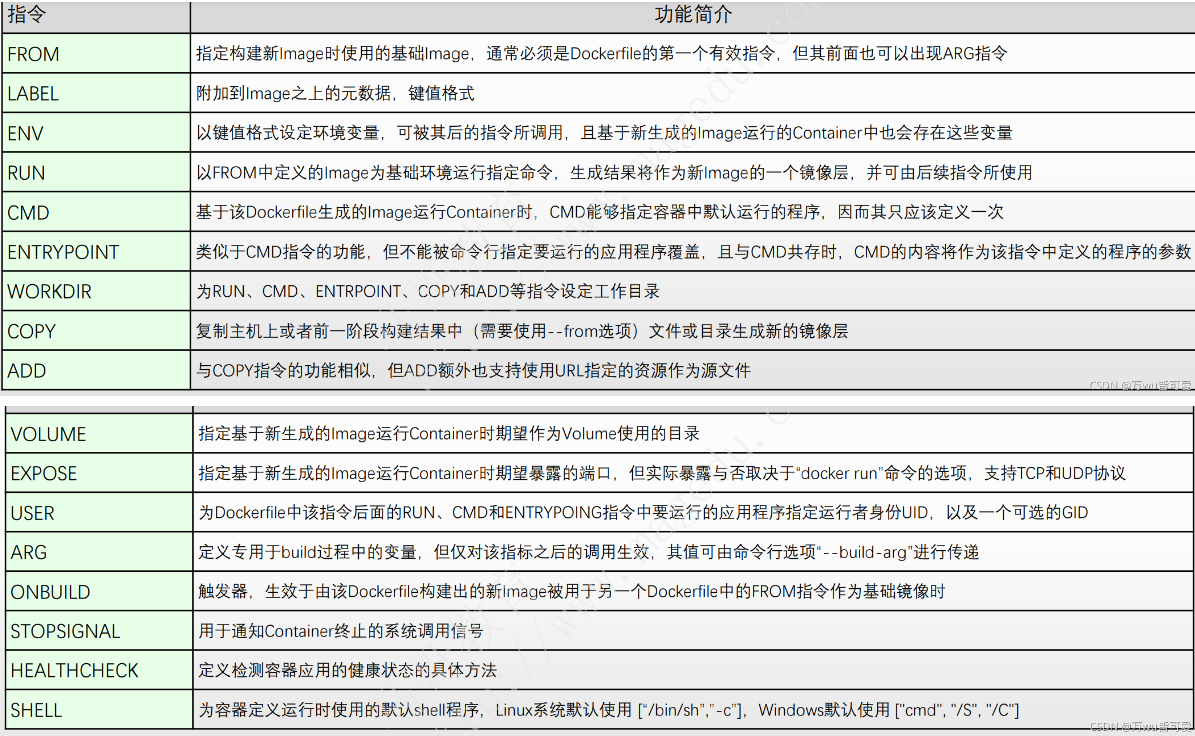 指令 功能简介
FROM 指定构建新Image时使用的基础Image，通常必须是Dockerfile的第一个有效指令，但其前面也可以出现ARG指令
LABEL 附加到Image之上的元数据，键值格式
ENV 以键值格式设定环境变量，可被其后的指令所调用，且基于新生成的Image运行的Container中也会存在这些变量
RUN 以FROM中定义的Image为基础环境运行指定命令，生成结果将作为新Image的一个镜像层，并可由后续指令所使用
CMD 基于该Dockerfile生成的Image运行Container时，CMD能够指定容器中默认运行的程序，因而其只应该定义一次
ENTRYPOINT 类似于CMD指令的功能，但不能被命令行指定要运行的应用程序覆盖，且与CMD共存时，CMD的内容将作为该指令中定义的程序的参数
WORKDIR 为RUN、CMD、ENTRPOINT、COPY和ADD等指令设定工作目录
COPY 复制主机上或者前一阶段构建结果中（需要使用--from选项）文件或目录生成新的镜像层
ADD 与COPY指令的功能相似，但ADD额外也支持使用URL指定的资源作为源文件
CSDN @万wu皆可爱
VOLUME 指定基于新生成的Image运行Container时期望作为Volume使用的目录
EXPOSE 指定基于新生成的Image运行Container时期望暴露的端口，但实际暴露与否取决于“docker run”命令的选项，支持TCP和UDP协议
USER 为Dockerfile中该指令后面的RUN、CMD和ENTRYPOING指令中要运行的应用程序指定运行者身份UID，以及一个可选的GID
ARG 定义专用于build过程中的变量，但仅对该指标之后的调用生效，其值可由命令行选项“--build-arg”进行传递
ONBUILD 触发器，生效于由该Dockerfile构建出的新Image被用于另一个Dockerfile中的FROM指令作为基础镜像时
STOPSIGNAL 用于通知Container终止的系统调用信号
HEALTHCHECK 定义检测容器应用的健康状态的具体方法
SHELL 为容器定义运行时使用的默认shell程序，Linux系统默认使用 [“/bin/sh”,”-c”]，Windows默认使用 ["cmd", "/S", "/C"]
CSDN @万wu皆可爱